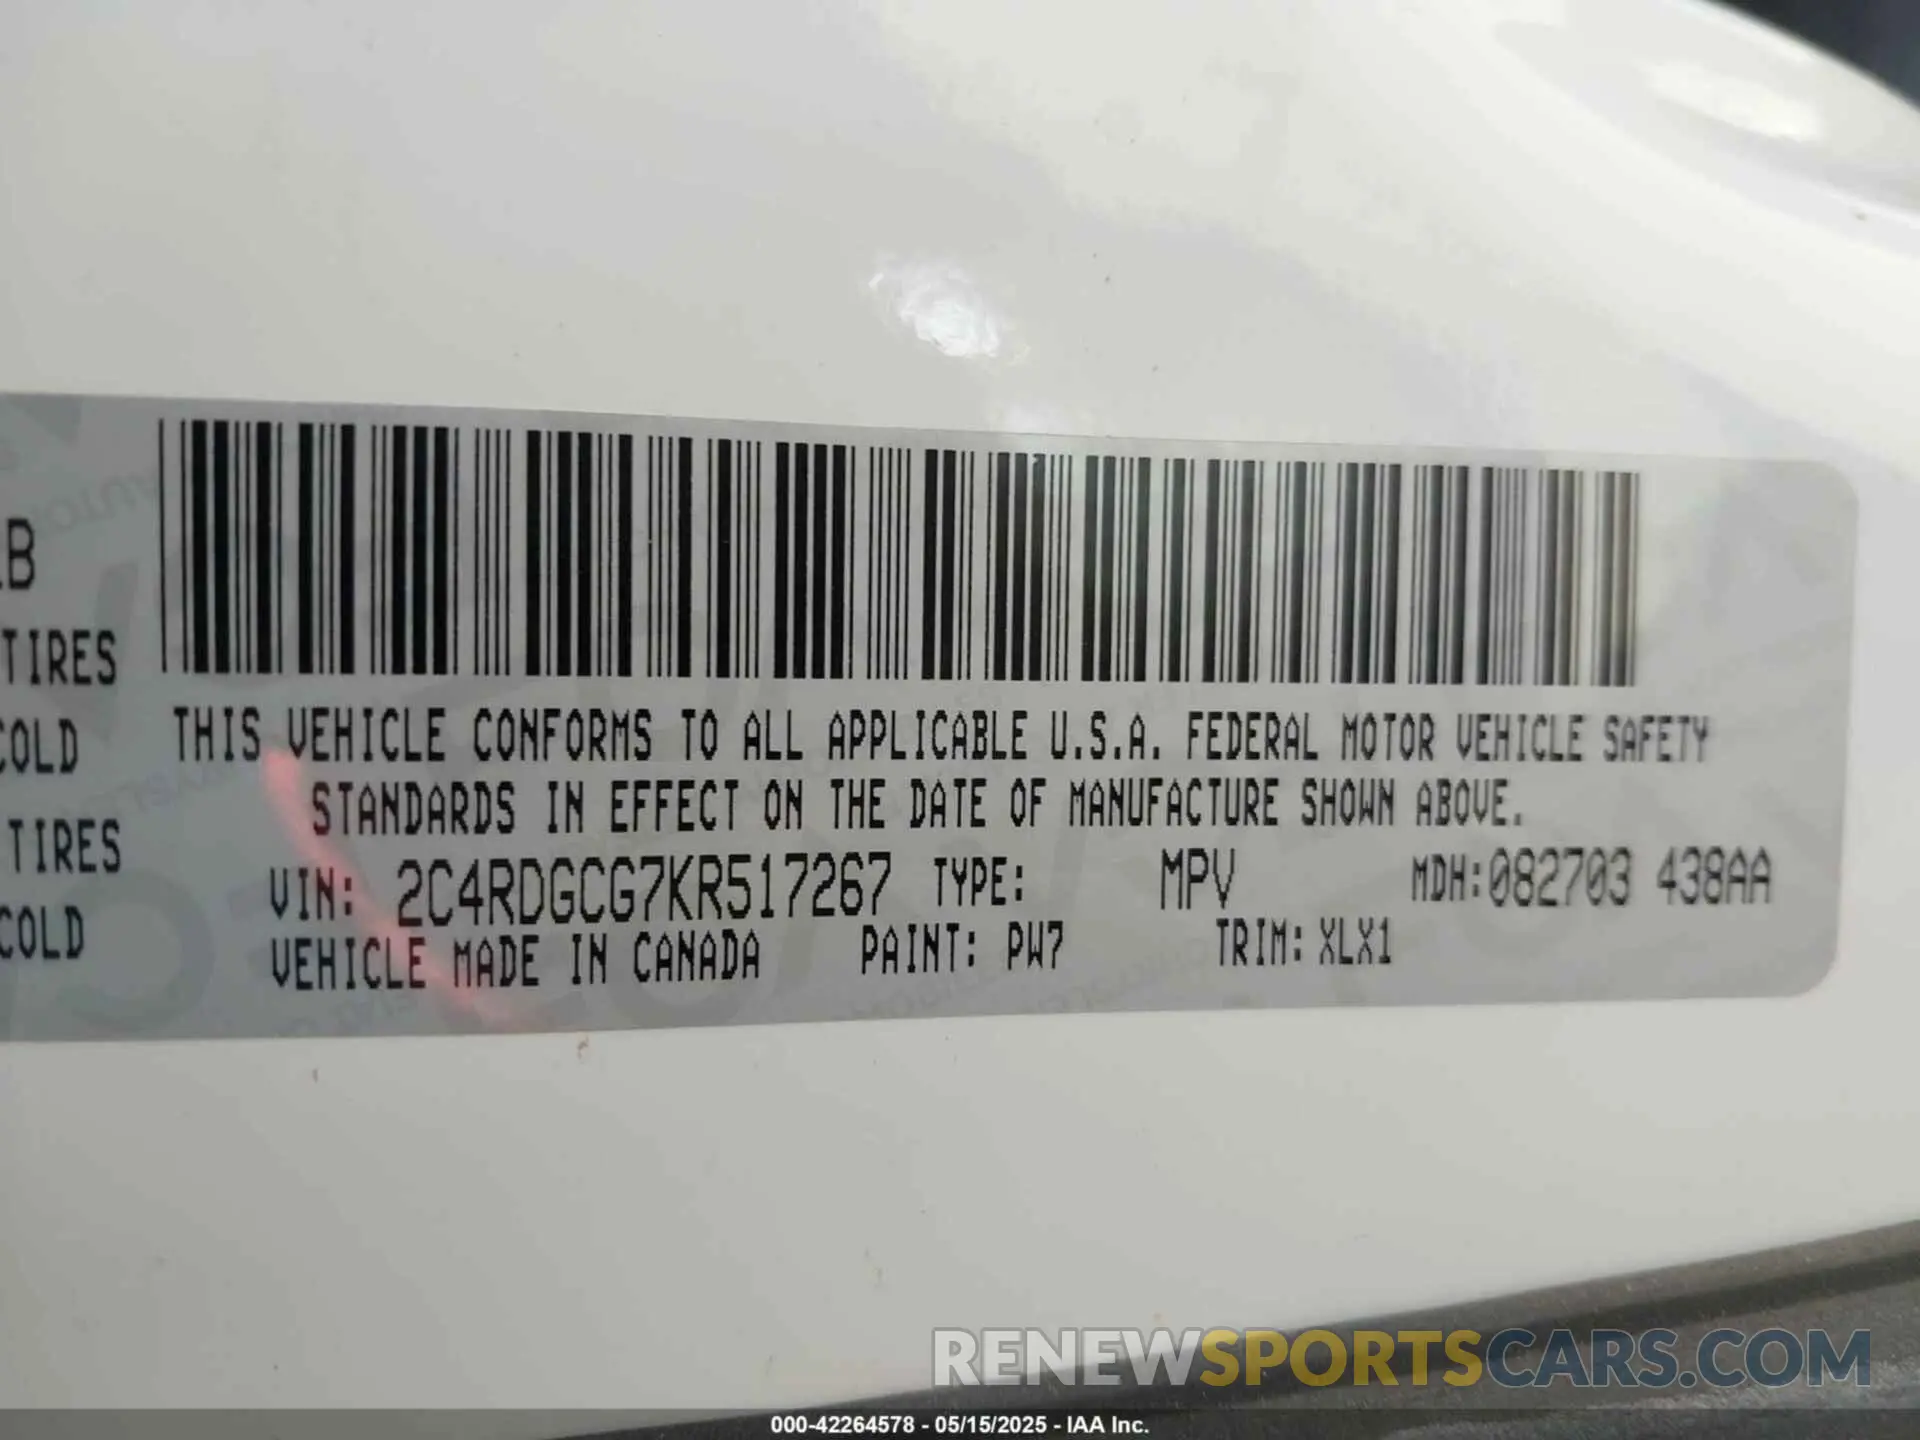 LB
TIRES
COLD
TIRES
COLD
THIS VEHICLE CONFORMS TO ALL APPLICABLE U.S.A. FEDERAL MOTOR VEHICLE SAFETY
STANDARDS IN EFFECT ON THE DATE OF MANUFACTURE SHOWN ABOVE.
VIN: 2C4RDGCG7KR517267 TYPE: MPV MDH:082703 438AA
VEHICLE MADE IN CANADA PAINT: PW7 TRIM: XLX1
RENEWSPORTSCARS.COM
000-42264578 - 05/15/2025 - IAA Inc.